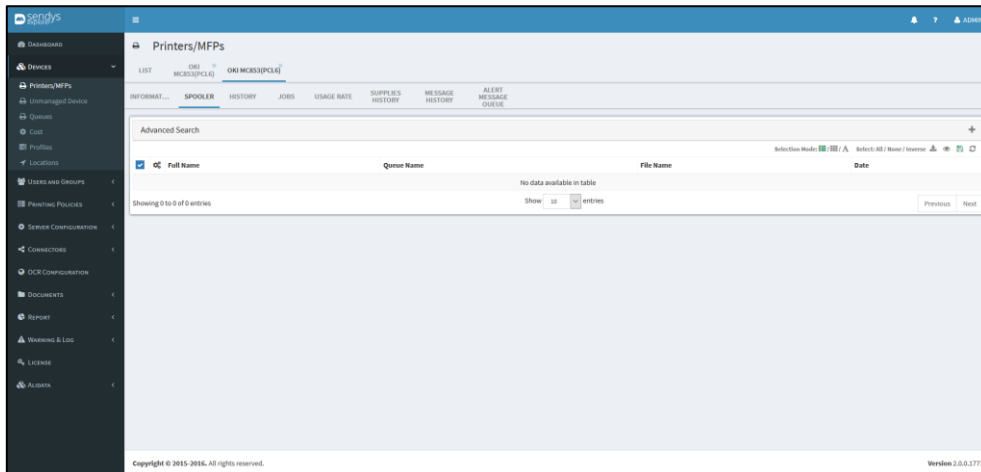 sendys
explorer
? ADMIN
DASHBOARD
DEVICES
Printers/MFPs
Unmanaged Device
Queues
Cost
Profiles
Locations
USERS AND GROUPS
PRINTING POLICIES
SERVER CONFIGURATION
CONNECTORS
OCR CONFIGURATION
DOCUMENTS
REPORT
WARNING & LOG
LICENSE
ALIDATA
Printers/MFPs
LIST OKI MC853(PCL6) × OKI MC853(PCL6) ×
INFORMAT... SPOOLER HISTORY JOBS USAGE RATE SUPPLIES HISTORY MESSAGE HISTORY ALERT MESSAGE QUEUE
Advanced Search +
Selection Mode: / / A Select: All / None / Inverse
Full Name Queue Name File Name Date
No data available in table
Showing 0 to 0 of 0 entries Show 10 entries Previous Next
Copyright © 2015-2016. All rights reserved. Version 2.0.0.177